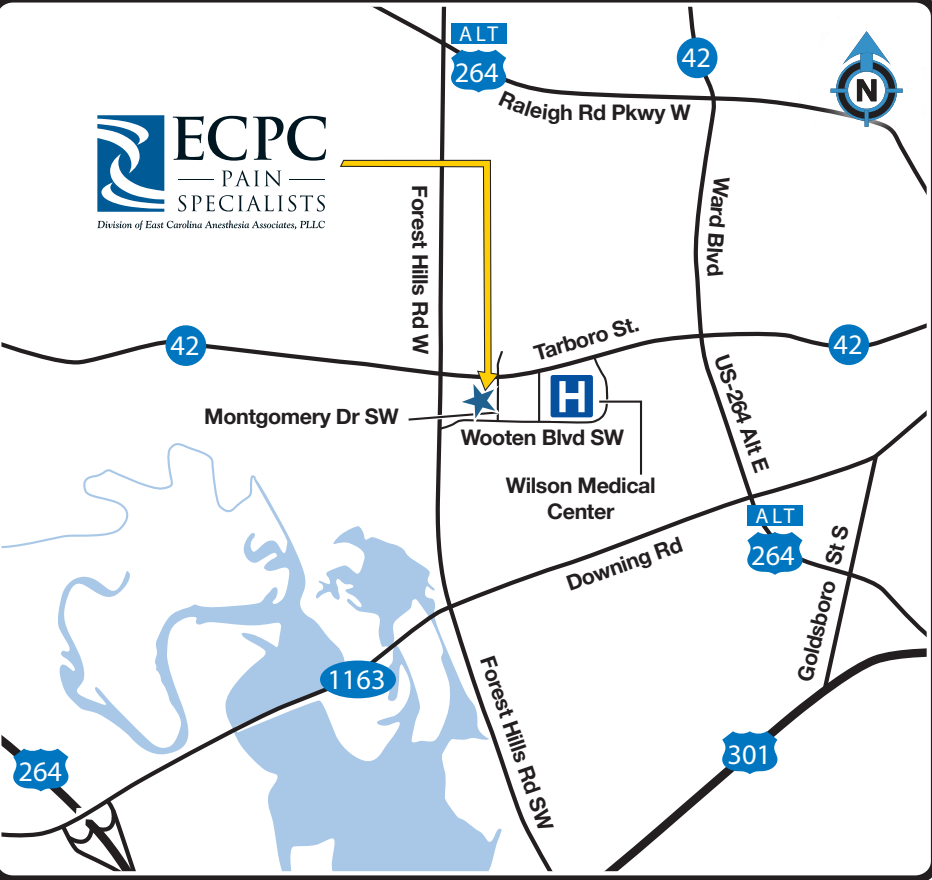 ALT
264
42
N
Raleigh Rd Pkwy W
ECPC
PAIN
SPECIALISTS
Division of East Carolina Anesthesia Associates, PLLC
Forest Hills Rd W
Ward Blvd
42
Tarboro St.
42
H
US-264 Alt E
Montgomery Dr SW
Wooten Blvd SW
Wilson Medical
Center
ALT
264
Downing Rd
Goldsboro St S
1163
Forest Hills Rd SW
301
264